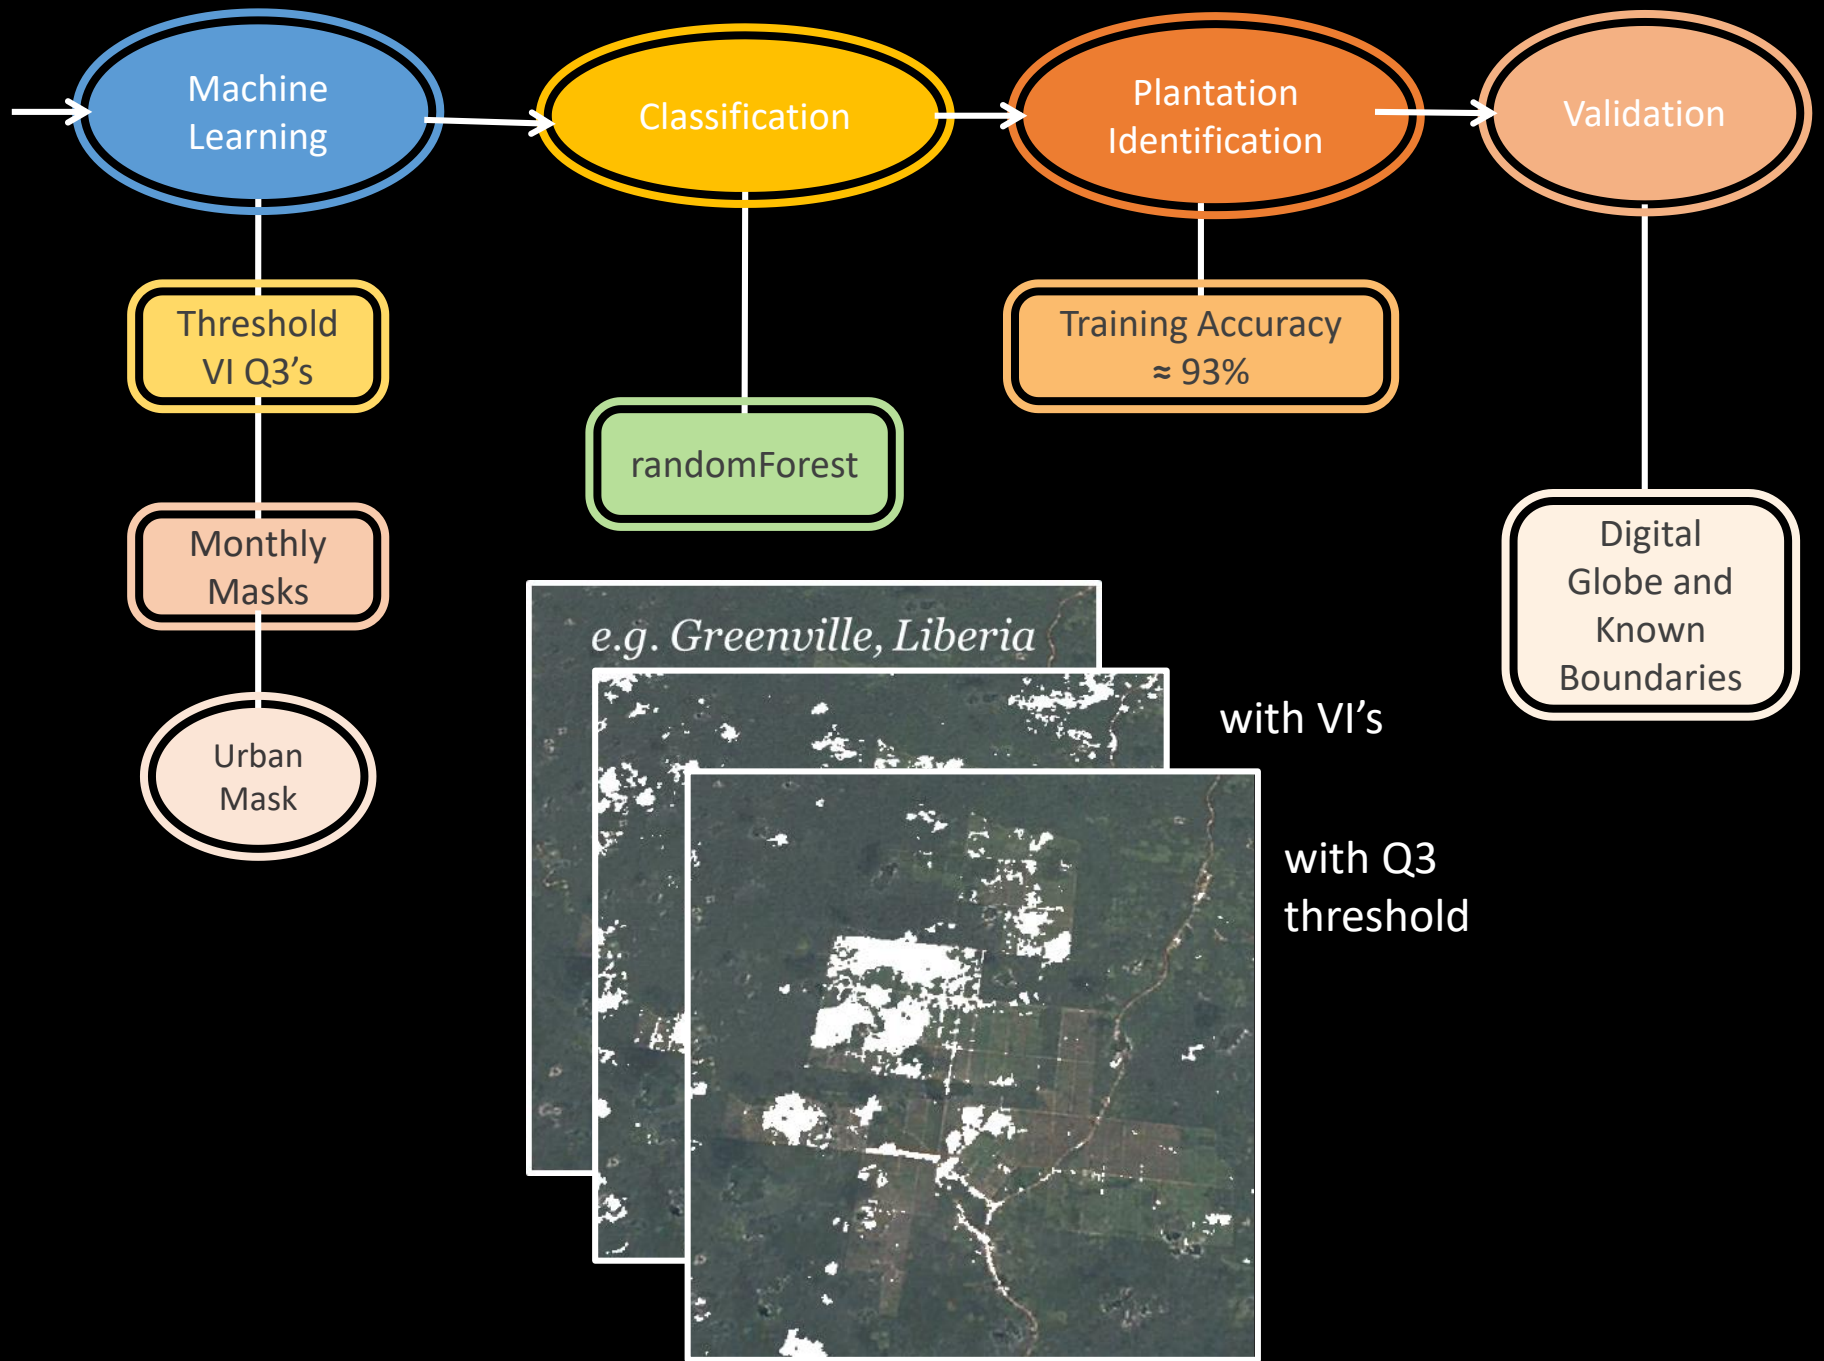 Machine
Learning
Classification
Plantation
Identification
Validation
Threshold
VI Q3’s
Training Accuracy
≈ 93%
randomForest
Monthly
Masks
Digital
Globe and
Known
Boundaries
Urban
Mask
e.g. Greenville, Liberia
with VI’s
with Q3
threshold